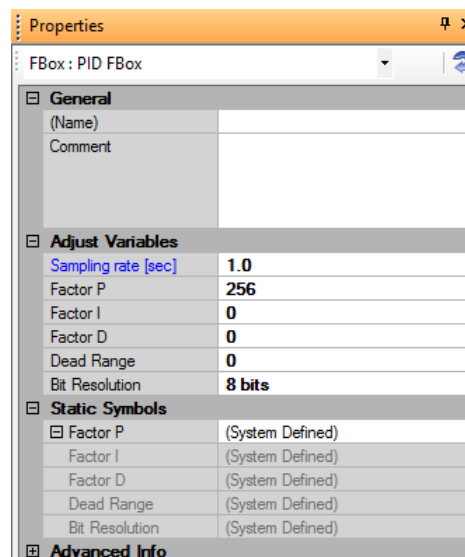 Properties
FBox : PID FBox
General
(Name)
Comment
Adjust Variables
Sampling rate [sec] 1.0
Factor P 256
Factor I 0
Factor D 0
Dead Range 0
Bit Resolution 8 bits
Static Symbols
Factor P (System Defined)
Factor I (System Defined)
Factor D (System Defined)
Dead Range (System Defined)
Bit Resolution (System Defined)
Advanced Info